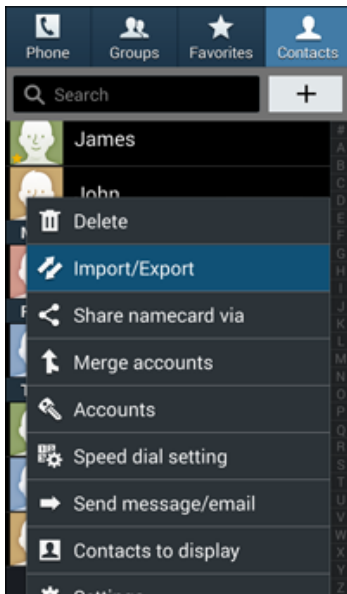 Phone Groups Favorites Contacts
Search +
James
John
Delete
Import/Export
Share namecard via
Merge accounts
Accounts
Speed dial setting
Send message/email
Contacts to display
Settings
#
A
B
C
D
E
F
G
H
I
J
K
L
M
N
O
P
Q
R
S
T
U
V
W
X
Y
Z